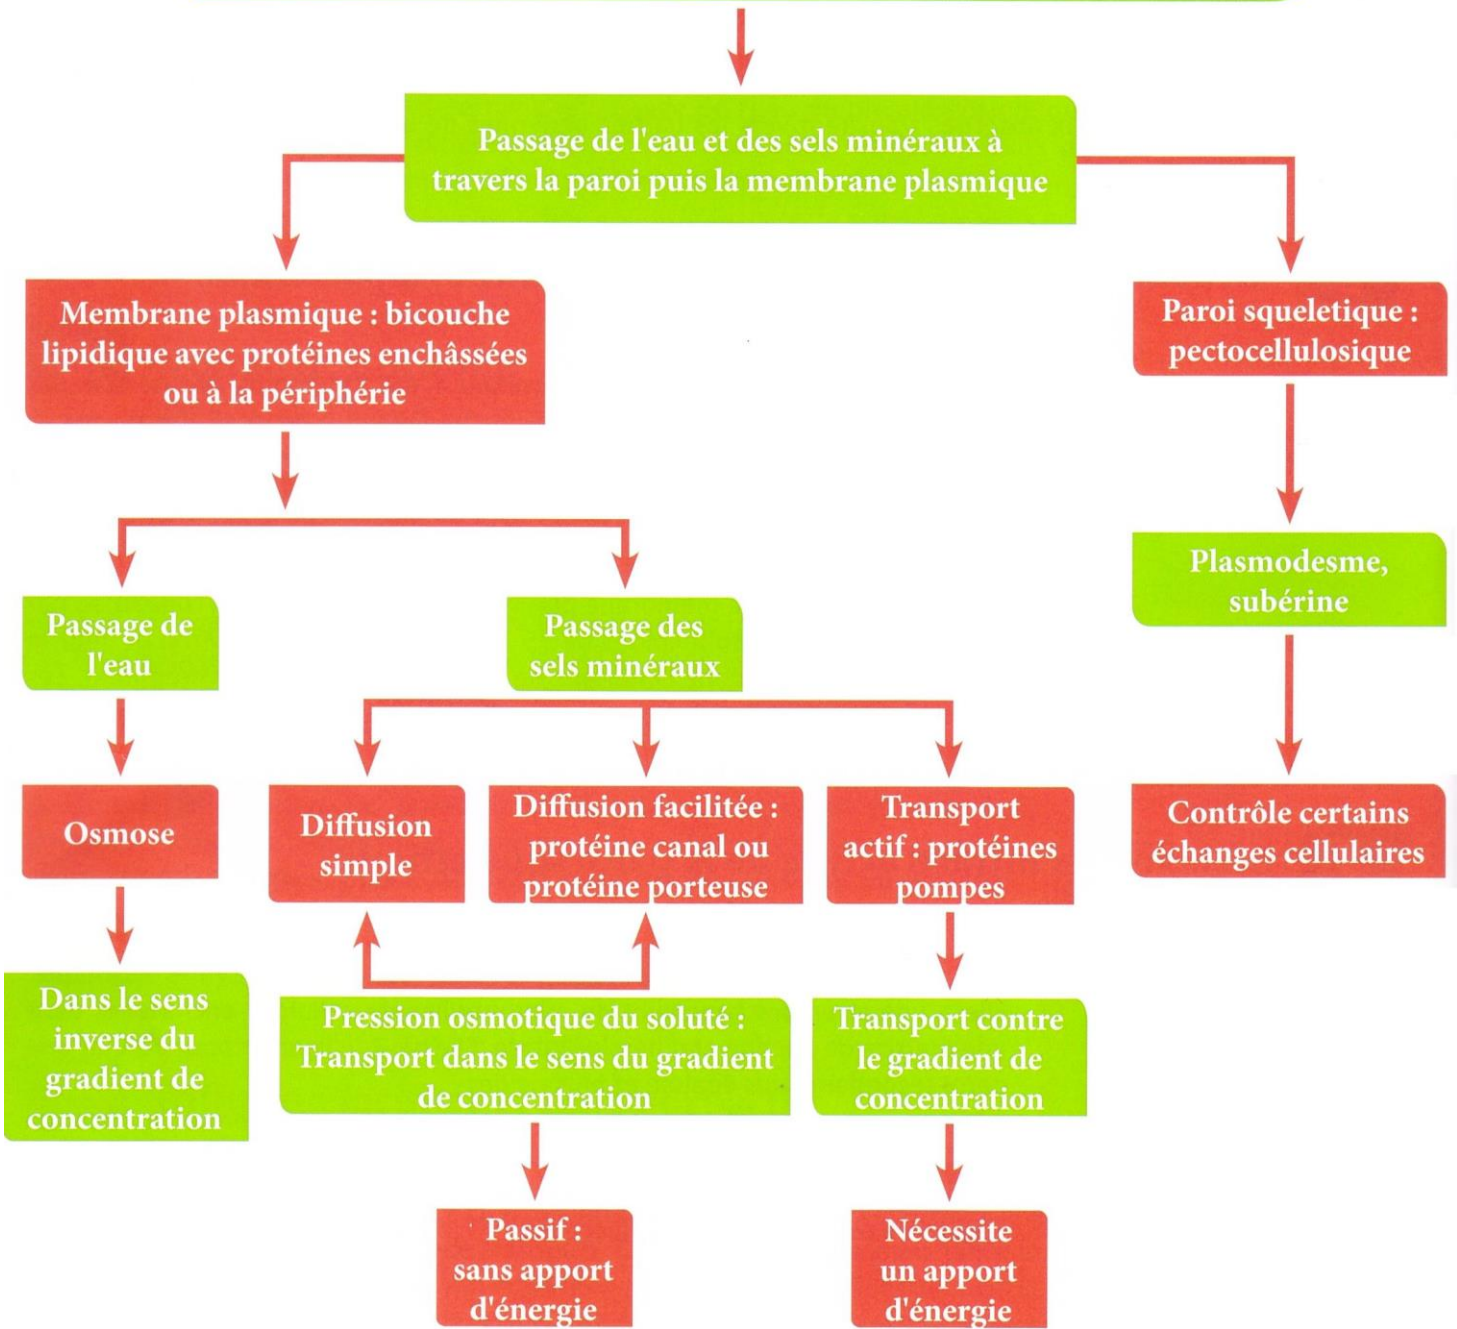 Passage de l'eau et des sels minéraux à
travers la paroi puis la membrane plasmique
Membrane plasmique : bicouche
lipidique avec protéines enchâssées
ou à la périphérie
Paroi squeletique :
pectocellulosique
Plasmodesme,
subérine
Passage de
l'eau
Passage des
sels minéraux
Osmose
Diffusion
simple
Diffusion facilitée :
protéine canal ou
protéine porteuse
Transport
actif : protéines
pompes
Contrôle certains
échanges cellulaires
Dans le sens
inverse du
gradient de
concentration
Pression osmotique du soluté :
Transport dans le sens du gradient
de concentration
Transport contre
le gradient de
concentration
Passif :
sans apport
d'énergie
Nécessite
un apport
d'énergie